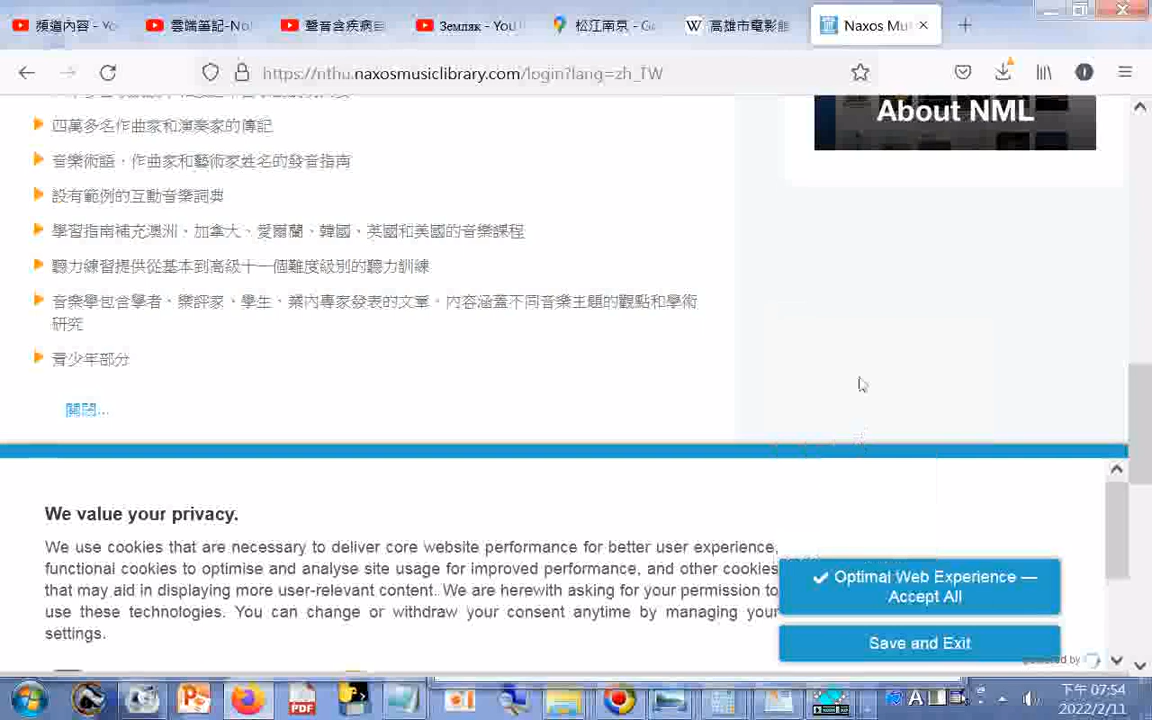 頻道內容 - Yo
雲端筆記-No
聲音含疾病
Земляк - You
松江南京 - G
高雄市電影館
Naxos Mu
https://nthu.naxosmusiclibrary.com/login?lang=zh_TW
四萬多名作曲家和演奏家的傳記
音樂術語，作曲家和藝術家姓名的發音指南
設有範例的互動音樂詞典
學習指南補充澳洲、加拿大、愛爾蘭、韓國、英國和美國的音樂課程
聽力練習提供從基本到高級十一個難度級別的聽力訓練
音樂學包含學者、樂評家、學生、業內專家發表的文章。內容涵蓋不同音樂主題的觀點和學術
研究
青少年部分
關閉...
About NML
We value your privacy.
We use cookies that are necessary to deliver core website performance for better user experience,
functional cookies to optimise and analyse site usage for improved performance, and other cookies
that may aid in displaying more user-relevant content. We are herewith asking for your permission to
use these technologies. You can change or withdraw your consent anytime by managing your
settings.
Optimal Web Experience —
Accept All
Save and Exit
powered by
下午 07:54
2022/2/11